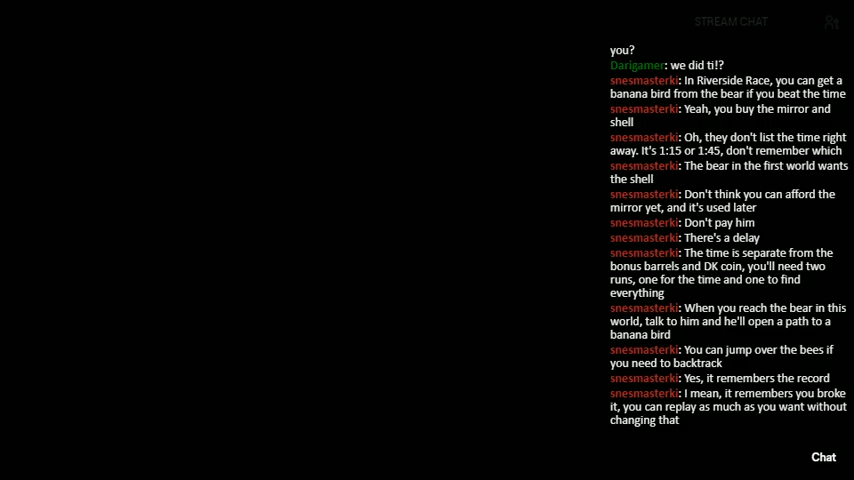 STREAM CHAT
you?
Darigamer: we did ti!?
snesmasterki: In Riverside Race, you can get a
banana bird from the bear if you beat the time
snesmasterki: Yeah, you buy the mirror and
shell
snesmasterki: Oh, they don't list the time right
away. It's 1:15 or 1:45, don't remember which
snesmasterki: The bear in the first world wants
the shell
snesmasterki: Don't think you can afford the
mirror yet, and it's used later
snesmasterki: Don't pay him
snesmasterki: There's a delay
snesmasterki: The time is separate from the
bonus barrels and DK coin, you'll need two
runs, one for the time and one to find
everything
snesmasterki: When you reach the bear in this
world, talk to him and he'll open a path to a
banana bird
snesmasterki: You can jump over the bees if
you need to backtrack
snesmasterki: Yes, it remembers the record
snesmasterki: I mean, it remembers you broke
it, you can replay as much as you want without
changing that
Chat